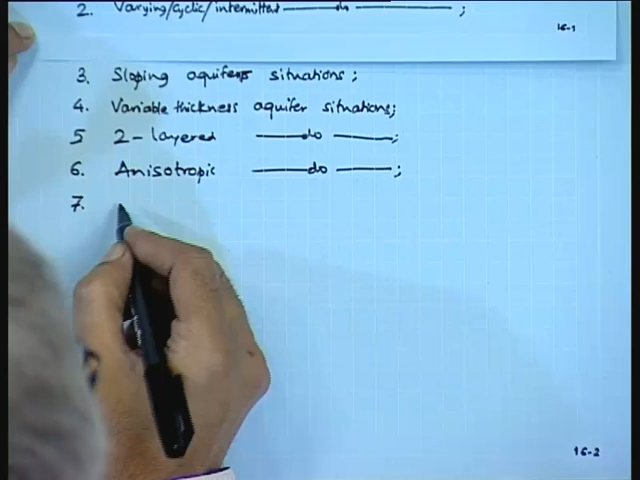 2. Varying/cyclic/intermittent ——do—— ;
16-1
3. Sloping aquifers situations ;
4. Variable thickness aquifer situations;
5 2-layered ——do——;
6. Anisotropic ——do——;
7.
16-2